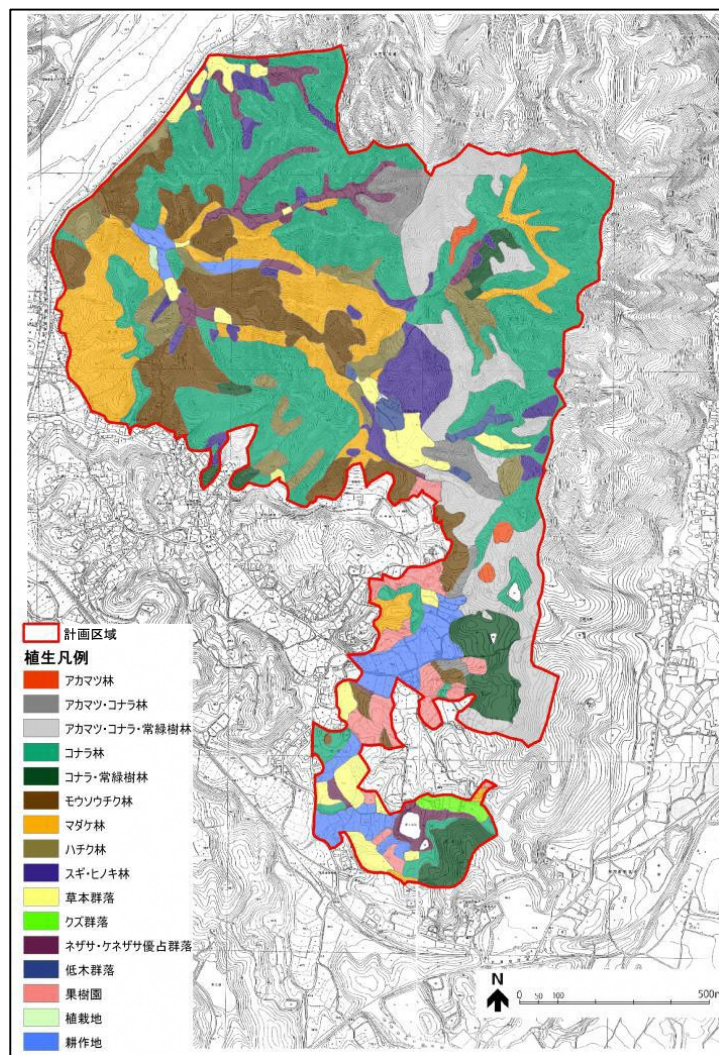 計画区域
植生凡例
アカマツ林
アカマツ・コナラ林
アカマツ・コナラ・常緑樹林
コナラ林
コナラ・常緑樹林
モウソウチク林
マダケ林
ハチク林
スギ・ヒノキ林
草本群落
クズ群落
ネザサ・ケネザサ優占群落
低木群落
果樹園
植栽地
耕作地
N
0 50 100 500m